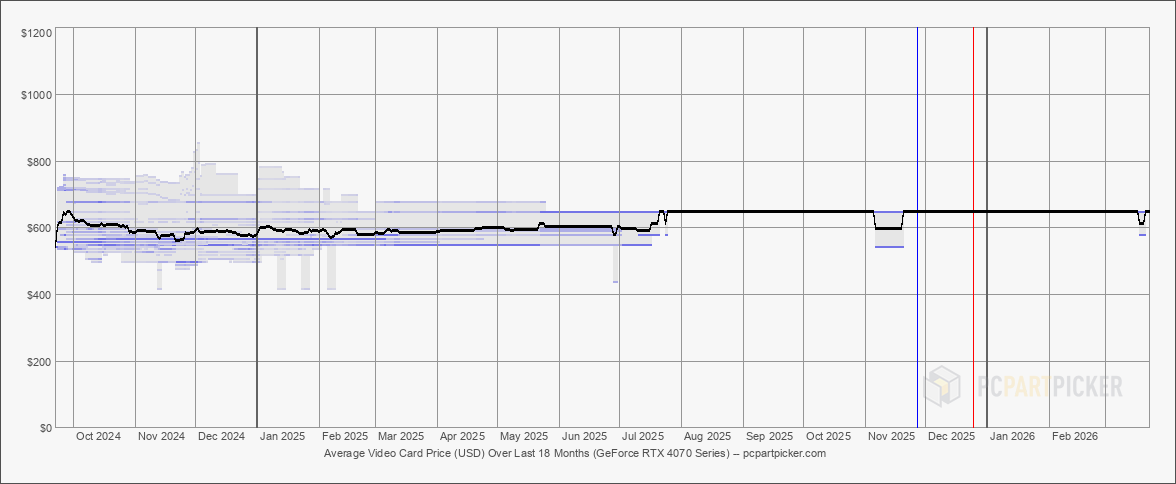 $1200
$1000
$800
$600
$400
$200
$0
PCPARTPICKER
Oct 2024 Nov 2024 Dec 2024 Jan 2025 Feb 2025 Mar 2025 Apr 2025 May 2025 Jun 2025 Jul 2025 Aug 2025 Sep 2025 Oct 2025 Nov 2025 Dec 2025 Jan 2026 Feb 2026
Average Video Card Price (USD) Over Last 18 Months (GeForce RTX 4070 Series) -- pcpartpicker.com